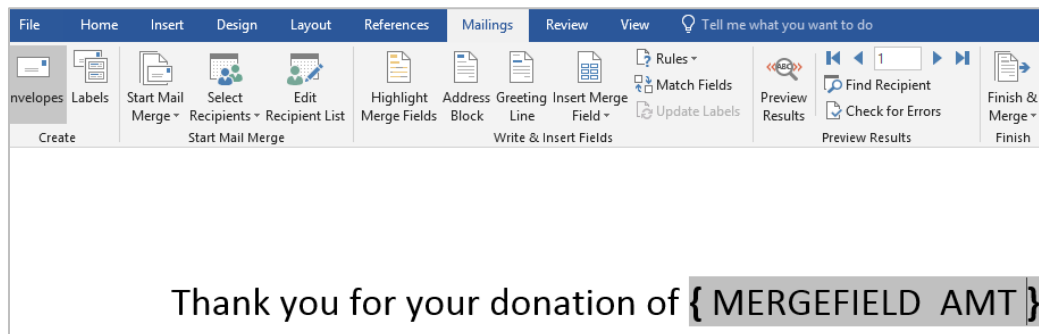 File Home Insert Design Layout References Mailings Review View Tell me what you want to do
Rules
1
nvelopes Labels Start Mail Select Edit Highlight Address Greeting Insert Merge Match Fields Preview Find Recipient Finish &
Merge Recipients Recipient List Merge Fields Block Line Field Update Labels Results Check for Errors Merge
Create Start Mail Merge Write & Insert Fields Preview Results Finish
Thank you for your donation of { MERGEFIELD AMT }